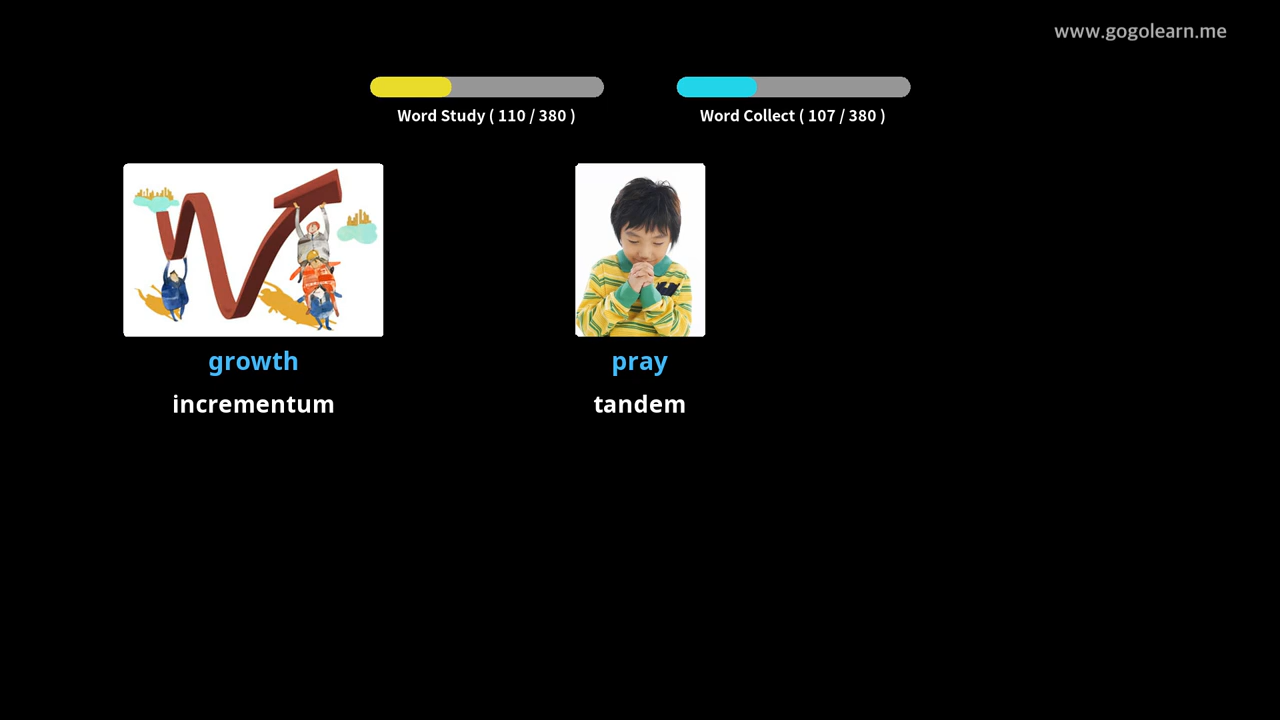 www.gogolearn.me
Word Study ( 110 / 380 )
Word Collect ( 107 / 380 )
growth
incrementum
pray
tandem